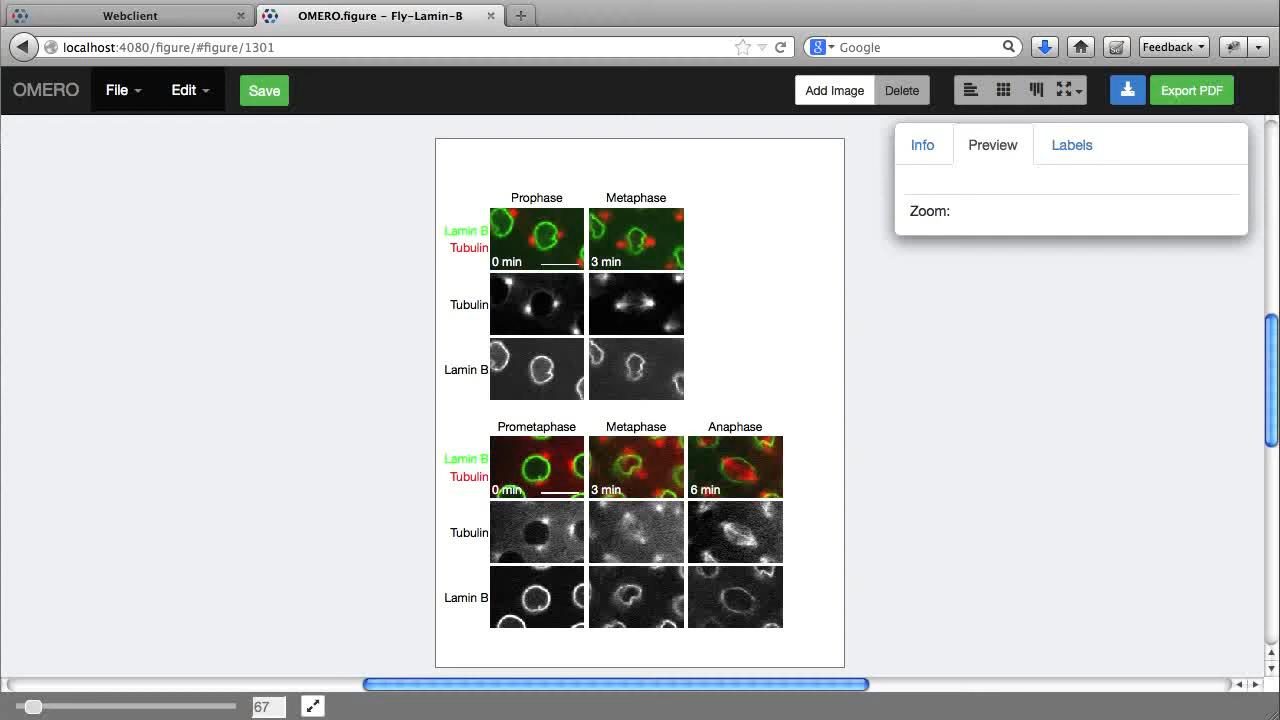 Webclient
OMERO.figure - Fly-Lamin-B
localhost:4080/figure/#figure/1301
Google
Feedback
OMERO File Edit Save
Add Image Delete
Export PDF
Info Preview Labels
Zoom:
Prophase Metaphase
Lamin B
Tubulin
0 min 3 min
Tubulin
Lamin B
Prometaphase Metaphase Anaphase
Lamin B
Tubulin
0 min 3 min 6 min
Tubulin
Lamin B
67